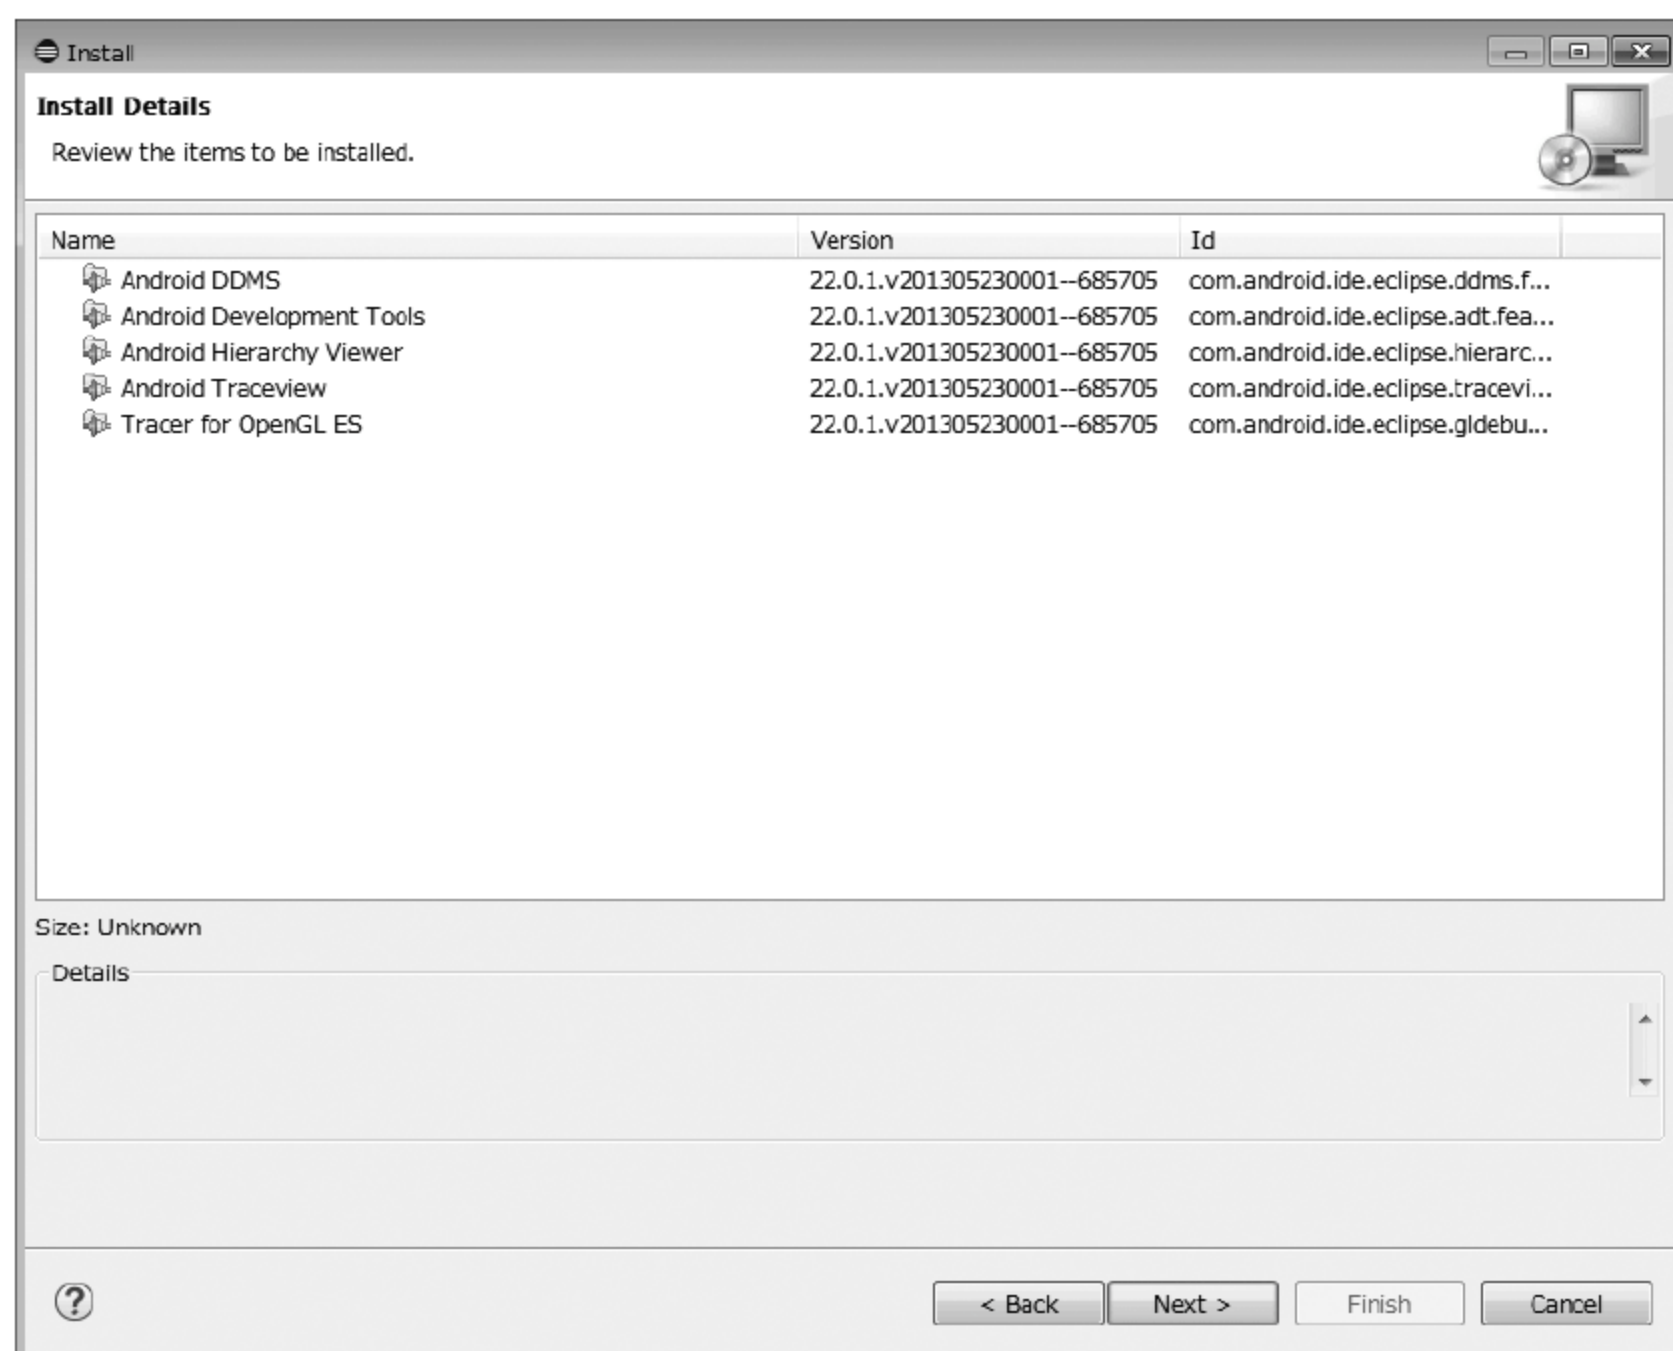 Install
Install Details
Review the items to be installed.
Name Version Id
Android DDMS 22.0.1.v201305230001--685705 com.android.ide.eclipse.ddms.f...
Android Development Tools 22.0.1.v201305230001--685705 com.android.ide.eclipse.adt.fea...
Android Hierarchy Viewer 22.0.1.v201305230001--685705 com.android.ide.eclipse.hierarc...
Android Traceview 22.0.1.v201305230001--685705 com.android.ide.eclipse.tracevi...
Tracer for OpenGL ES 22.0.1.v201305230001--685705 com.android.ide.eclipse.gldebu...
Size: Unknown
Details
? < Back Next > Finish Cancel